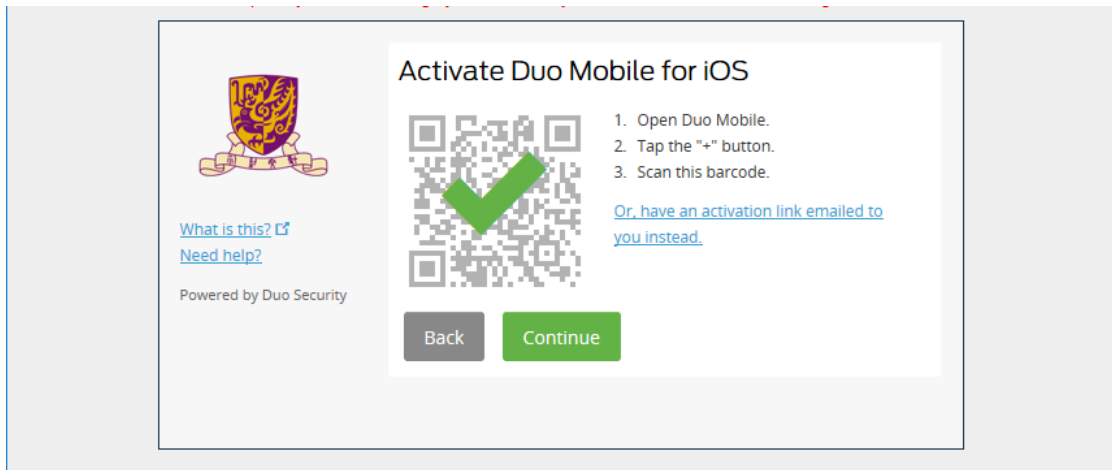 Activate Duo Mobile for iOS
1. Open Duo Mobile.
2. Tap the "+" button.
3. Scan this barcode.
Or, have an activation link emailed to
you instead.
What is this?
Need help?
Powered by Duo Security
Back
Continue